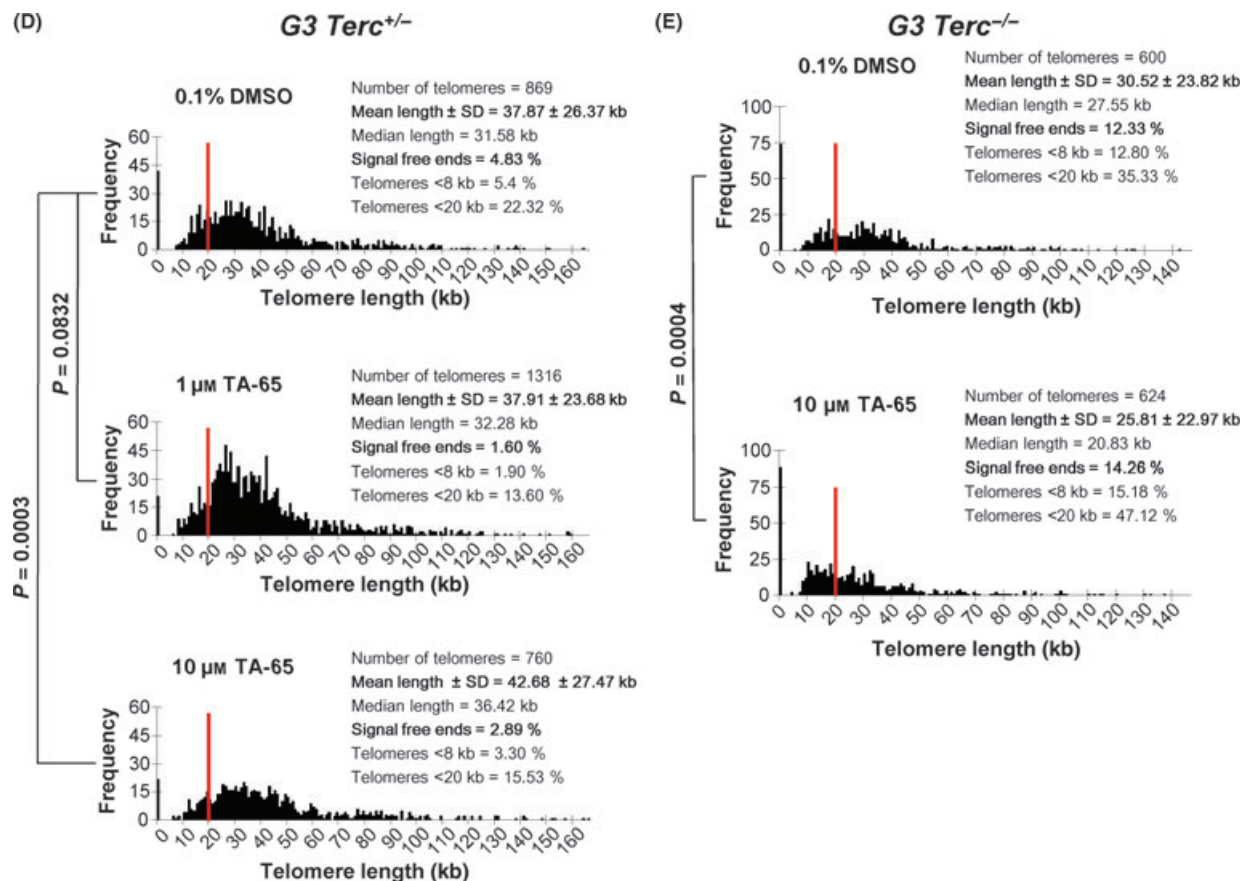 (D)
G3 Terc+/–
0.1% DMSO
Number of telomeres = 869
Mean length ± SD = 37.87 ± 26.37 kb
Median length = 31.58 kb
Signal free ends = 4.83 %
Telomeres <8 kb = 5.4 %
Telomeres <20 kb = 22.32 %
Frequency
60
45
30
15
0
0 10 20 30 40 50 60 70 80 90 100 110 120 130 140 150 160
Telomere length (kb)
P = 0.0832
P = 0.0003
1 µM TA-65
Number of telomeres = 1316
Mean length ± SD = 37.91 ± 23.68 kb
Median length = 32.28 kb
Signal free ends = 1.60 %
Telomeres <8 kb = 1.90 %
Telomeres <20 kb = 13.60 %
Frequency
60
45
30
15
0
0 10 20 30 40 50 60 70 80 90 100 110 120 130 140 150 160
Telomere length (kb)
10 µM TA-65
Number of telomeres = 760
Mean length ± SD = 42.68 ± 27.47 kb
Median length = 36.42 kb
Signal free ends = 2.89 %
Telomeres <8 kb = 3.30 %
Telomeres <20 kb = 15.53 %
Frequency
60
45
30
15
0
0 10 20 30 40 50 60 70 80 90 100 110 120 130 140 150 160
Telomere length (kb)
(E)
G3 Terc–/–
0.1% DMSO
Number of telomeres = 600
Mean length ± SD = 30.52 ± 23.82 kb
Median length = 27.55 kb
Signal free ends = 12.33 %
Telomeres <8 kb = 12.80 %
Telomeres <20 kb = 35.33 %
Frequency
100
75
50
25
0
0 10 20 30 40 50 60 70 80 90 100 110 120 130 140
Telomere length (kb)
P = 0.0004
10 µM TA-65
Number of telomeres = 624
Mean length ± SD = 25.81 ± 22.97 kb
Median length = 20.83 kb
Signal free ends = 14.26 %
Telomeres <8 kb = 15.18 %
Telomeres <20 kb = 47.12 %
Frequency
100
75
50
25
0
0 10 20 30 40 50 60 70 80 90 100 110 120 130 140
Telomere length (kb)